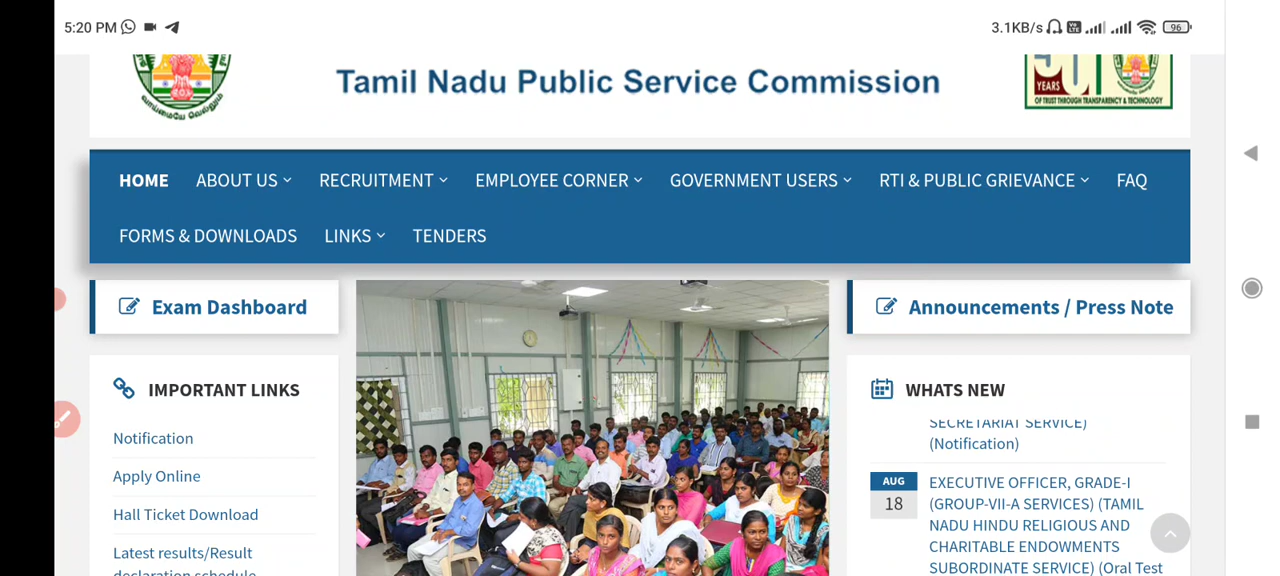 5:20 PM
3.1KB/s
96
வாய்மையே வெல்லும்
Tamil Nadu Public Service Commission
YEARS
OF TRUST THROUGH TRANSPARENCY & TECHNOLOGY
HOME ABOUT US RECRUITMENT EMPLOYEE CORNER GOVERNMENT USERS RTI & PUBLIC GRIEVANCE FAQ
FORMS & DOWNLOADS LINKS TENDERS
Exam Dashboard
IMPORTANT LINKS
Notification
Apply Online
Hall Ticket Download
Latest results/Result
declaration schedule
Announcements / Press Note
WHATS NEW
SECRETARIAT SERVICE)
(Notification)
AUG
18
EXECUTIVE OFFICER, GRADE-I
(GROUP-VII-A SERVICES) (TAMIL
NADU HINDU RELIGIOUS AND
CHARITABLE ENDOWMENTS
SUBORDINATE SERVICE) (Oral Test